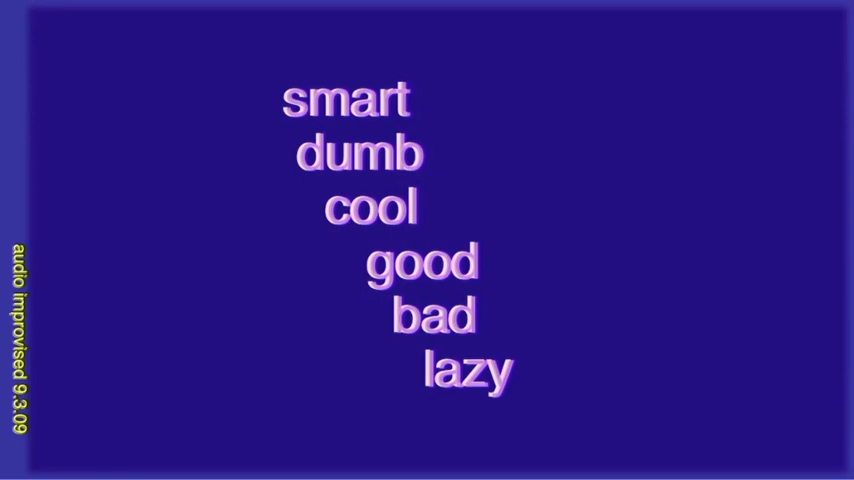 smart
dumb
cool
good
bad
lazy
audio improvised 9.3.09